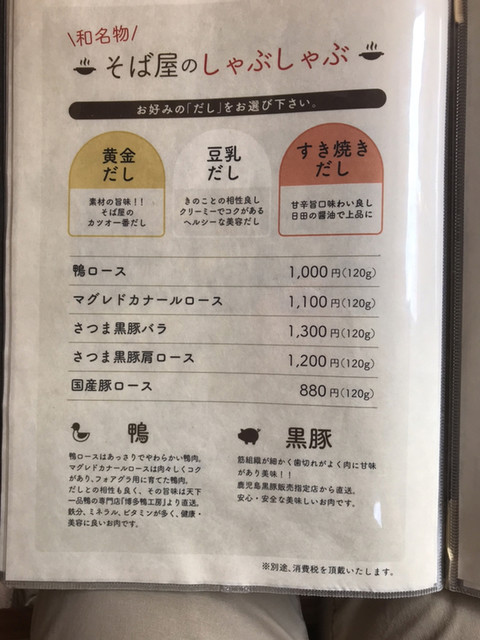 \和名物/
そば屋のしゃぶしゃぶ
お好みの「だし」をお選び下さい。
黄金
だし
素材の旨味！！
そば屋の
カツオ一番だし
豆乳
だし
きのことの相性良し
クリーミーでコクがある
ヘルシーな美容だし
すき焼き
だし
甘辛旨口味わい良し
日田の醤油で上品に
鴨ロース 1,000円(120g)
マグレドカナールロース 1,100円(120g)
さつま黒豚バラ 1,300円(120g)
さつま黒豚肩ロース 1,200円(120g)
国産豚ロース 880円(120g)
鴨
鴨ロースはあっさりでやわらかい鴨肉。
マグレドカナールロースは肉々しくコク
があり、フォアグラ用に育てた鴨肉。
だしとの相性も良く、その旨味は天下
一品鴨の専門店『博多鴨工房』より直送。
鉄分、ミネラル、ビタミンが多く、健康・
美容に良いお肉です。
黒豚
筋組織が細かく歯切れがよく肉に甘味
があり美味！！
鹿児島黒豚販売指定店から直送。
安心・安全な美味しいお肉です。
※別途、消費税を頂戴いたします。